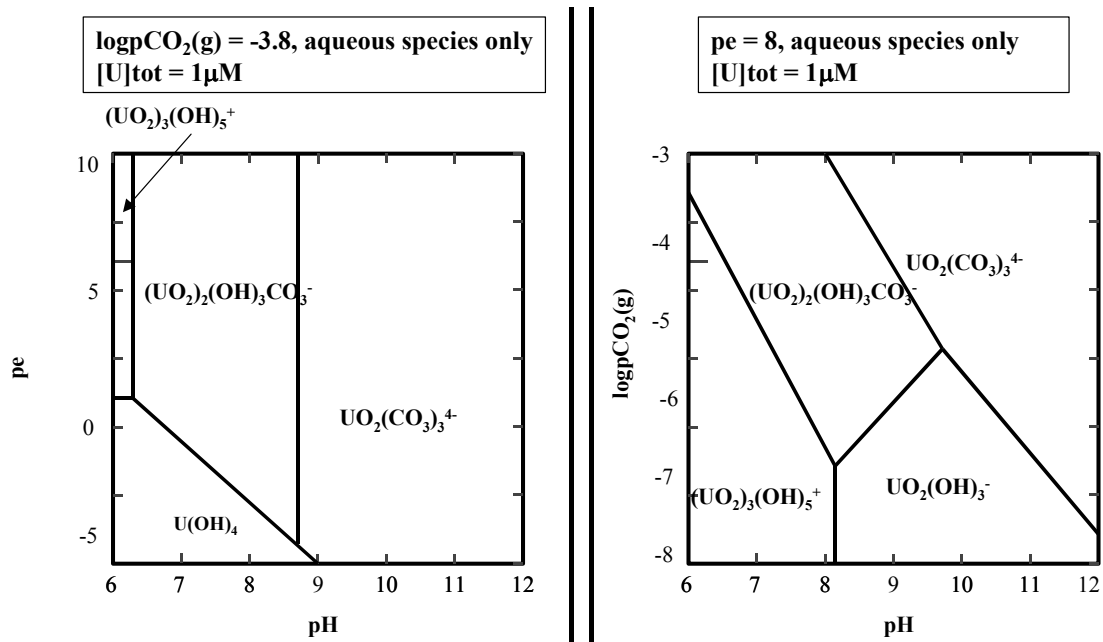 logpCO₂(g) = -3.8, aqueous species only
[U]tot = 1μM
(UO₂)₃(OH)₅⁺
10
5
0
-5
pe
(UO₂)₂(OH)₃CO₃⁻
UO₂(CO₃)₃⁴⁻
U(OH)₄
6 7 8 9 10 11 12
pH
pe = 8, aqueous species only
[U]tot = 1μM
-3
-4
-5
-6
-7
-8
logpCO₂(g)
UO₂(CO₃)₃⁴⁻
(UO₂)₂(OH)₃CO₃⁻
(UO₂)₃(OH)₅⁺
UO₂(OH)₃⁻
6 7 8 9 10 11 12
pH